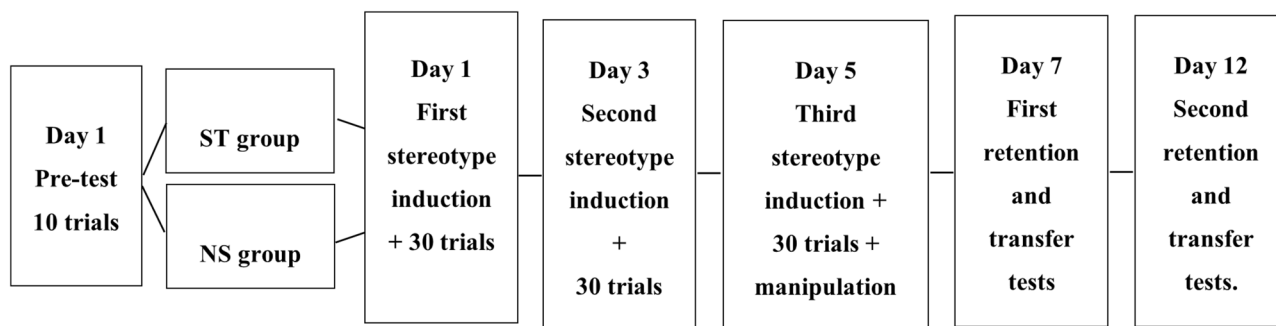 Day 1
Pre-test
10 trials
ST group
NS group
Day 1
First
stereotype
induction
+ 30 trials
Day 3
Second
stereotype
induction
+
30 trials
Day 5
Third
stereotype
induction +
30 trials +
manipulation
Day 7
First
retention
and
transfer
tests
Day 12
Second
retention
and
transfer
tests.